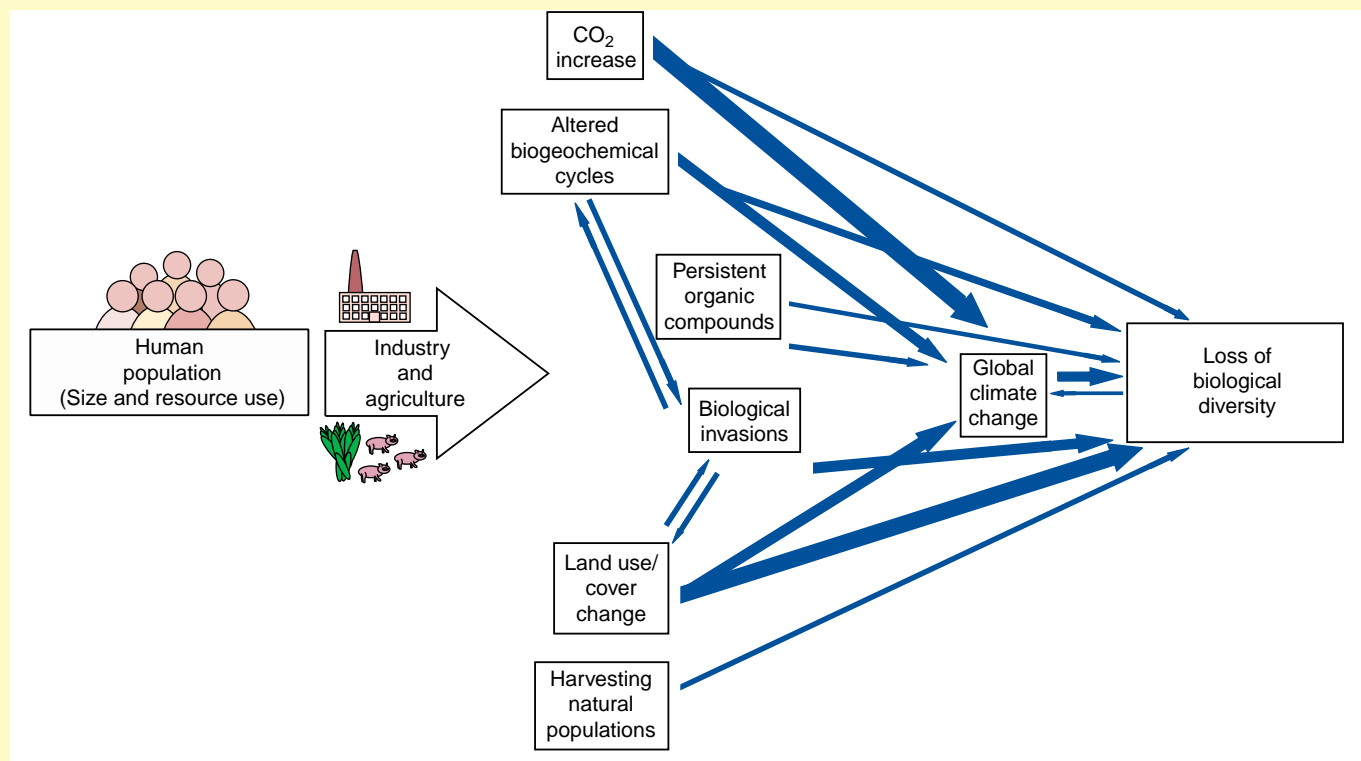 CO₂
increase
Altered
biogeochemical
cycles
Persistent
organic
compounds
Human
population
(Size and resource use)
Industry
and
agriculture
Biological
invasions
Global
climate
change
Loss of
biological
diversity
Land use/
cover
change
Harvesting
natural
populations